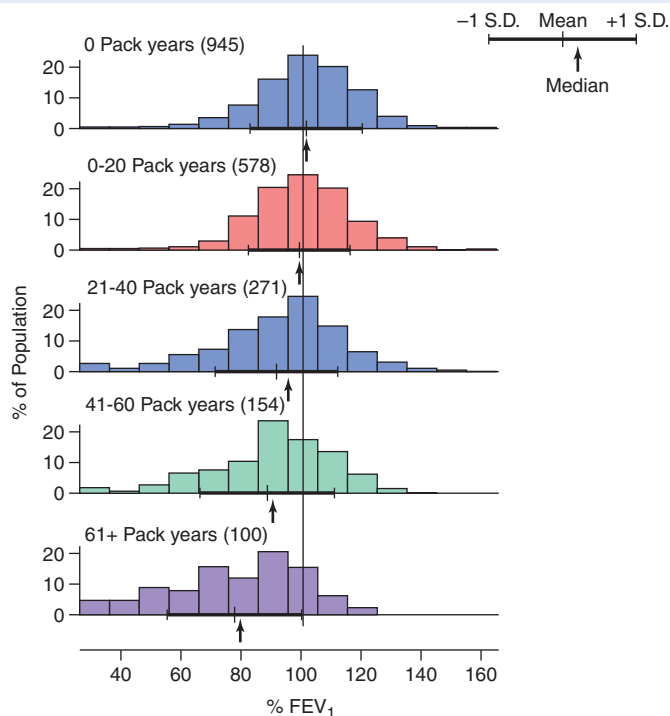 −1 S.D. Mean +1 S.D.
Median
0 Pack years (945)
20
10
0
0-20 Pack years (578)
20
10
0
21-40 Pack years (271)
20
10
0
% of Population
41-60 Pack years (154)
20
10
0
61+ Pack years (100)
20
10
0
40 60 80 100 120 140 160
% FEV₁